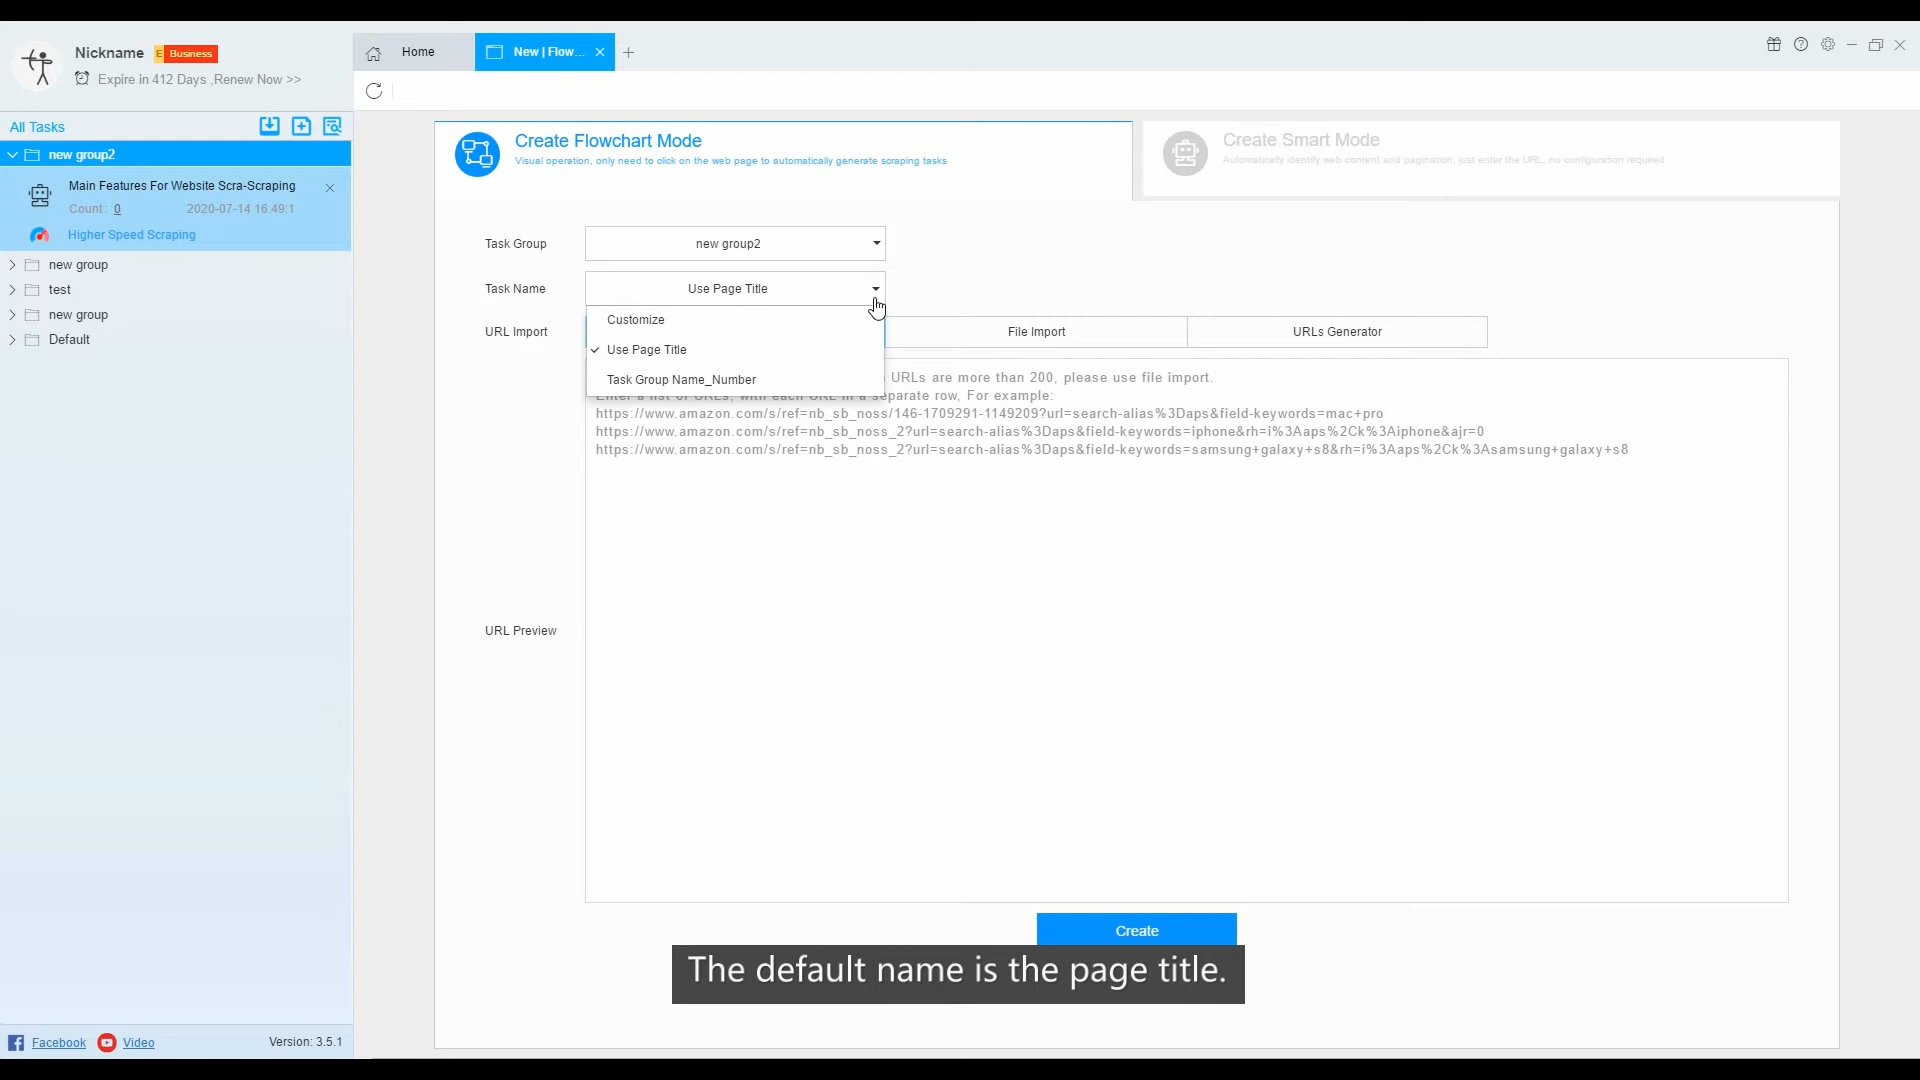 Nickname E Business
Expire in 412 Days ,Renew Now >>
Home
New | Flow...
All Tasks
new group2
Main Features For Website Scra-Scraping
Count : 0 2020-07-14 16:49:1
Higher Speed Scraping
new group
test
new group
Default
Facebook Video Version: 3.5.1
Create Flowchart Mode
Visual operation, only need to click on the web page to automatically generate scraping tasks
Create Smart Mode
Automatically identify web content and pagination, just enter the URL, no configuration required.
Task Group new group2
Task Name Use Page Title
Customize
Use Page Title
Task Group Name_Number
URL Import File Import URLs Generator
URLs are more than 200, please use file import.
Enter a list of URLs, with each URL in a separate row, For example:
https://www.amazon.com/s/ref=nb_sb_noss/146-1709291-1149209?url=search-alias%3Daps&field-keywords=mac+pro
https://www.amazon.com/s/ref=nb_sb_noss_2?url=search-alias%3Daps&field-keywords=iphone&rh=i%3Aaps%2Ck%3Aiphone&ajr=0
https://www.amazon.com/s/ref=nb_sb_noss_2?url=search-alias%3Daps&field-keywords=samsung+galaxy+s8&rh=i%3Aaps%2Ck%3Asamsung+galaxy+s8
URL Preview
Create
The default name is the page title.